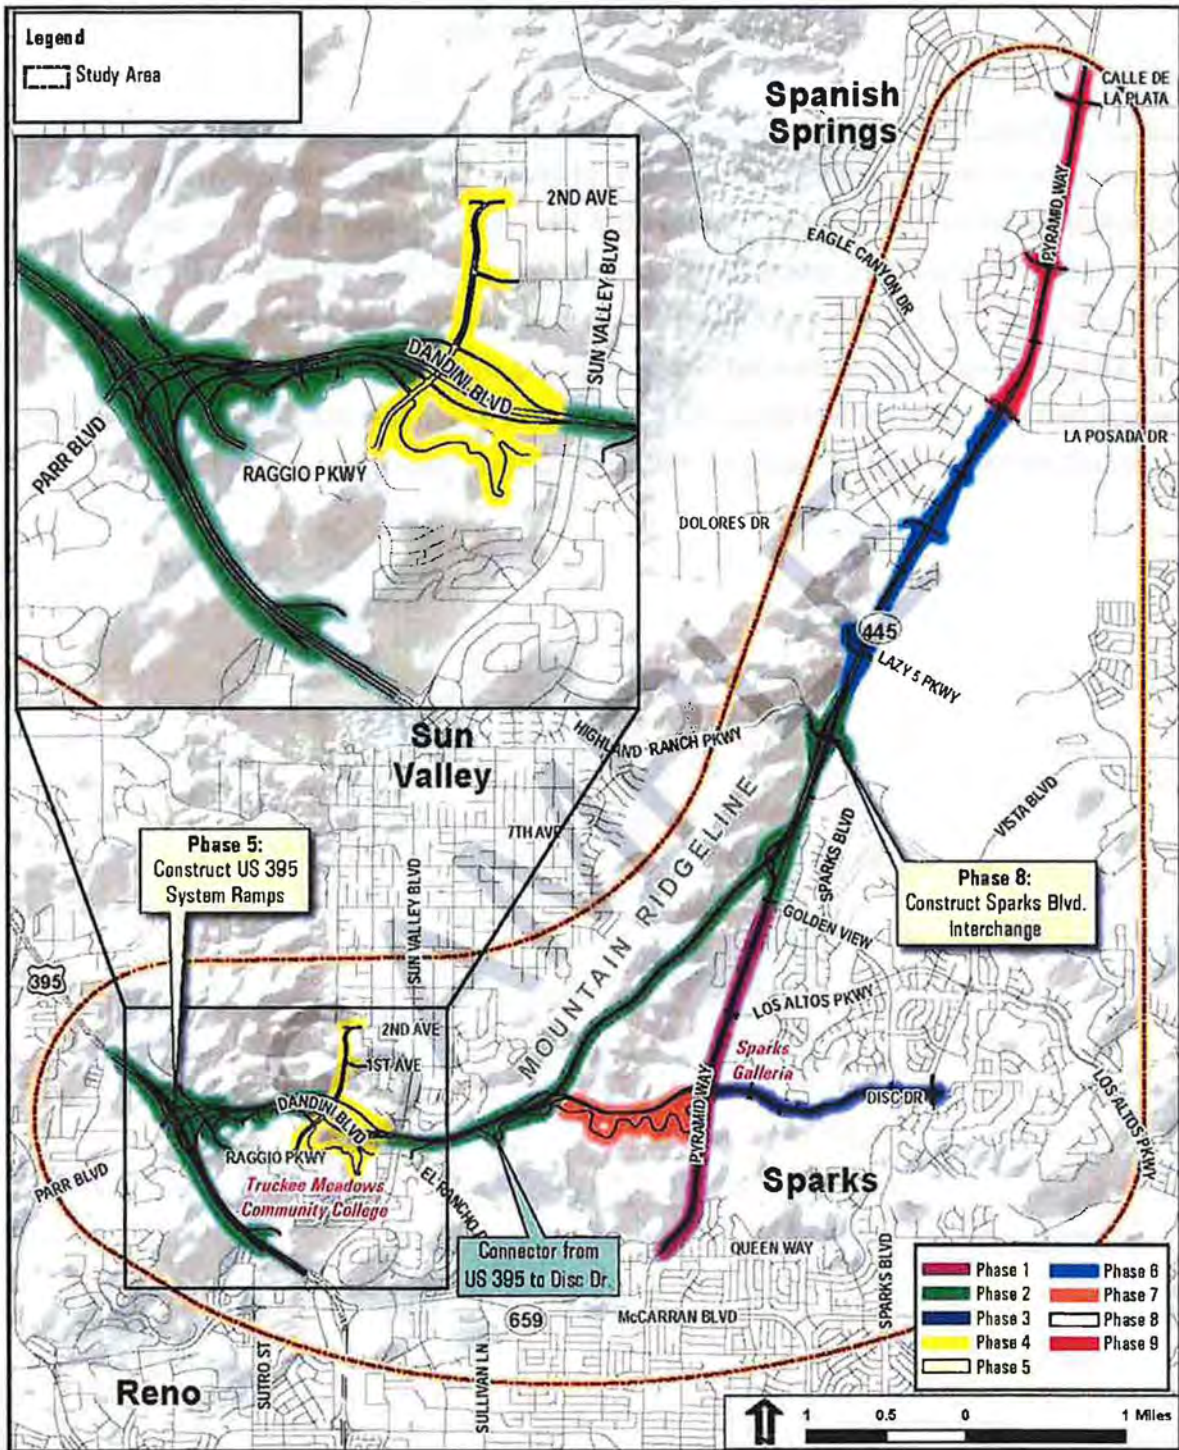 Legend
Study Area
Spanish
Springs
CALLE DE
LA PLATA
PYRAMID WAY
EAGLE CANYON DR
LA POSADA DR
DOLORES DR
445
LAZY 5 PKWY
HIGHLAND RANCH PKWY
2ND AVE
SUN VALLEY BLVD
DANDINI BLVD
PARR BLVD
RAGGIO PKWY
Sun
Valley
7TH AVE
SUN VALLEY BLVD
MOUNTAIN RIDGELINE
SPARKS BLVD
VISTA BLVD
GOLDEN VIEW
LOS ALTOS PKWY
Phase 5:
Construct US 395
System Ramps
Phase 8:
Construct Sparks Blvd.
Interchange
395
2ND AVE
1ST AVE
DANDINI BLVD
RAGGIO PKWY
PARR BLVD
Truckee Meadows
Community College
EL RANCHO
Connector from
US 395 to Disc Dr.
Sparks
Galleria
DISC DR
PYRAMID WAY
LOS ALTOS PKWY
Sparks
QUEEN WAY
SPARKS BLVD
McCARRAN BLVD
659
SULLIVAN LN
SUTRO ST
Reno
Phase 1
Phase 2
Phase 3
Phase 4
Phase 5
Phase 6
Phase 7
Phase 8
Phase 9
1 0.5 0 1 Miles